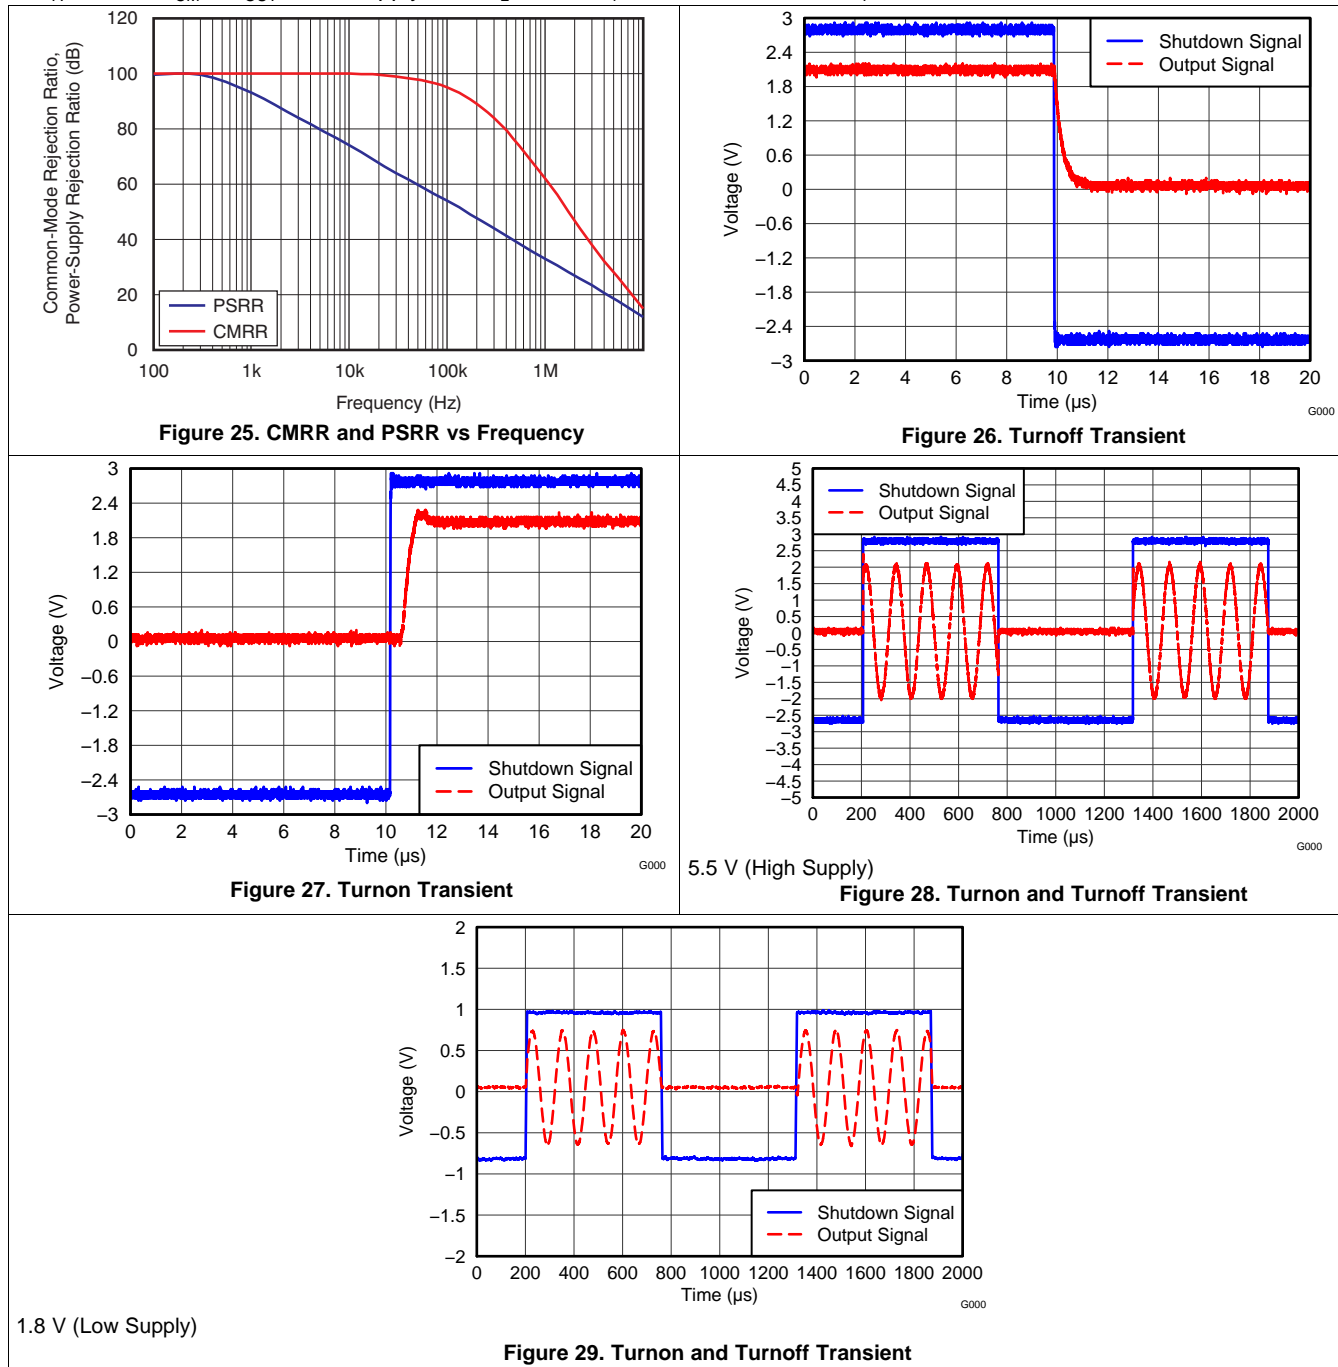 120
100
80
60
40
20
0
Common-Mode Rejection Ratio,
Power-Supply Rejection Ratio (dB)
PSRR
CMRR
100 1k 10k 100k 1M
Frequency (Hz)
Figure 25. CMRR and PSRR vs Frequency
3
2.4
1.8
1.2
0.6
0
−0.6
−1.2
−1.8
−2.4
−3
Voltage (V)
Shutdown Signal
Output Signal
0 2 4 6 8 10 12 14 16 18 20
Time (µs)
G000
Figure 26. Turnoff Transient
3
2.4
1.8
1.2
0.6
0
−0.6
−1.2
−1.8
−2.4
−3
Voltage (V)
Shutdown Signal
Output Signal
0 2 4 6 8 10 12 14 16 18 20
Time (µs)
G000
Figure 27. Turnon Transient
5
4.5
4
3.5
3
2.5
2
1.5
1
0.5
0
−0.5
−1
−1.5
−2
−2.5
−3
−3.5
−4
−4.5
−5
Voltage (V)
Shutdown Signal
Output Signal
0 200 400 600 800 1000 1200 1400 1600 1800 2000
Time (µs)
G000
5.5 V (High Supply)
Figure 28. Turnon and Turnoff Transient
2
1.5
1
0.5
0
−0.5
−1
−1.5
−2
Voltage (V)
Shutdown Signal
Output Signal
0 200 400 600 800 1000 1200 1400 1600 1800 2000
Time (µs)
G000
1.8 V (Low Supply)
Figure 29. Turnon and Turnoff Transient